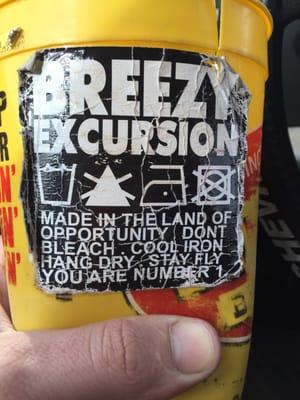 BREEZY
EXCURSION
MADE IN THE LAND OF
OPPORTUNITY DONT
BLEACH COOL IRON
HANG DRY STAY FLY
YOU ARE NUMBER 1